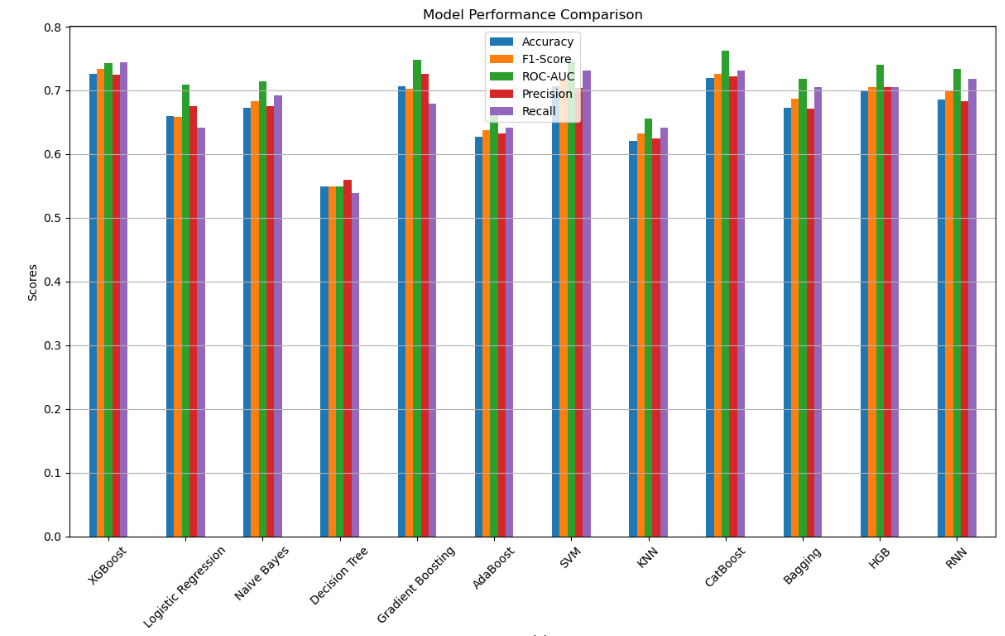 Model Performance Comparison
Accuracy
F1-Score
ROC-AUC
Precision
Recall
Scores
0.8
0.7
0.6
0.5
0.4
0.3
0.2
0.1
0.0
XGBoost
Logistic Regression
Naive Bayes
Decision Tree
Gradient Boosting
AdaBoost
SVM
KNN
CatBoost
Bagging
HGB
RNN